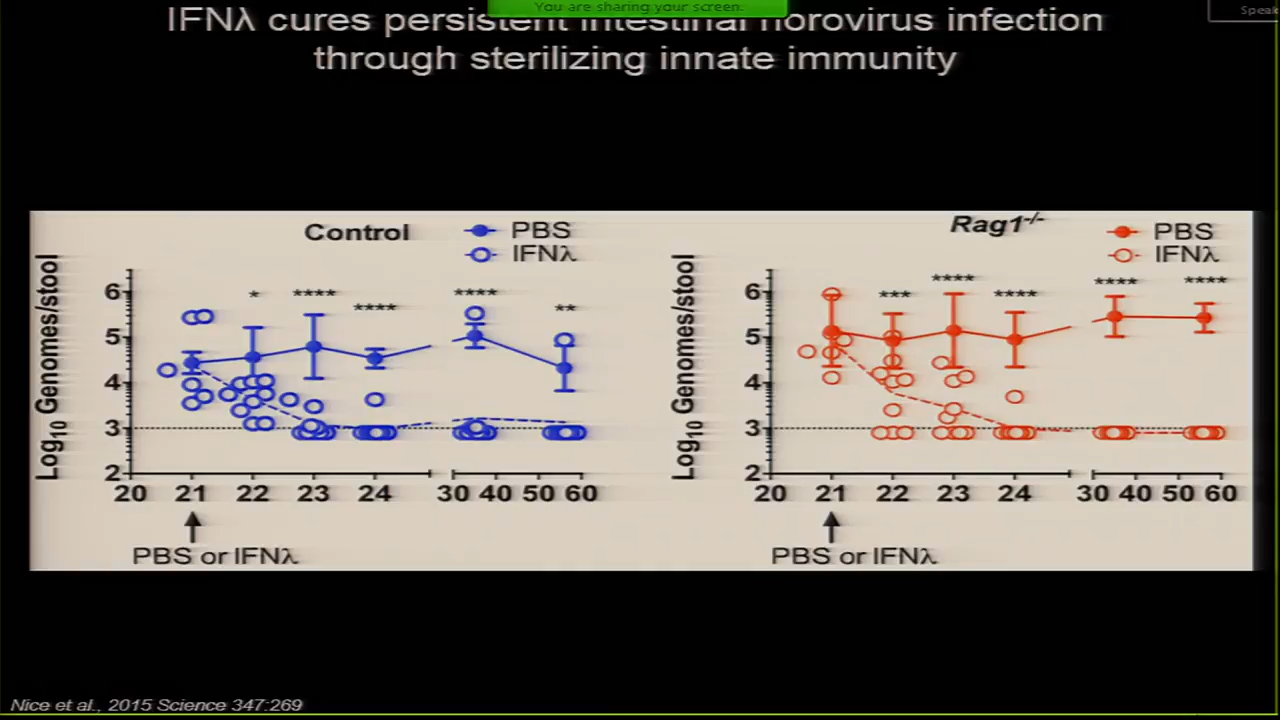 You are sharing your screen.
Speak
IFNλ cures persistent intestinal norovirus infection
through sterilizing innate immunity
Control
PBS
IFNλ
Log10 Genomes/stool
6
5
4
3
2
* **** **** **** **
20 21 22 23 24 30 40 50 60
PBS or IFNλ
Rag1-/-
PBS
IFNλ
Log10 Genomes/stool
6
5
4
3
2
*** **** **** **** ****
20 21 22 23 24 30 40 50 60
PBS or IFNλ
Nice et al., 2015 Science 347:269